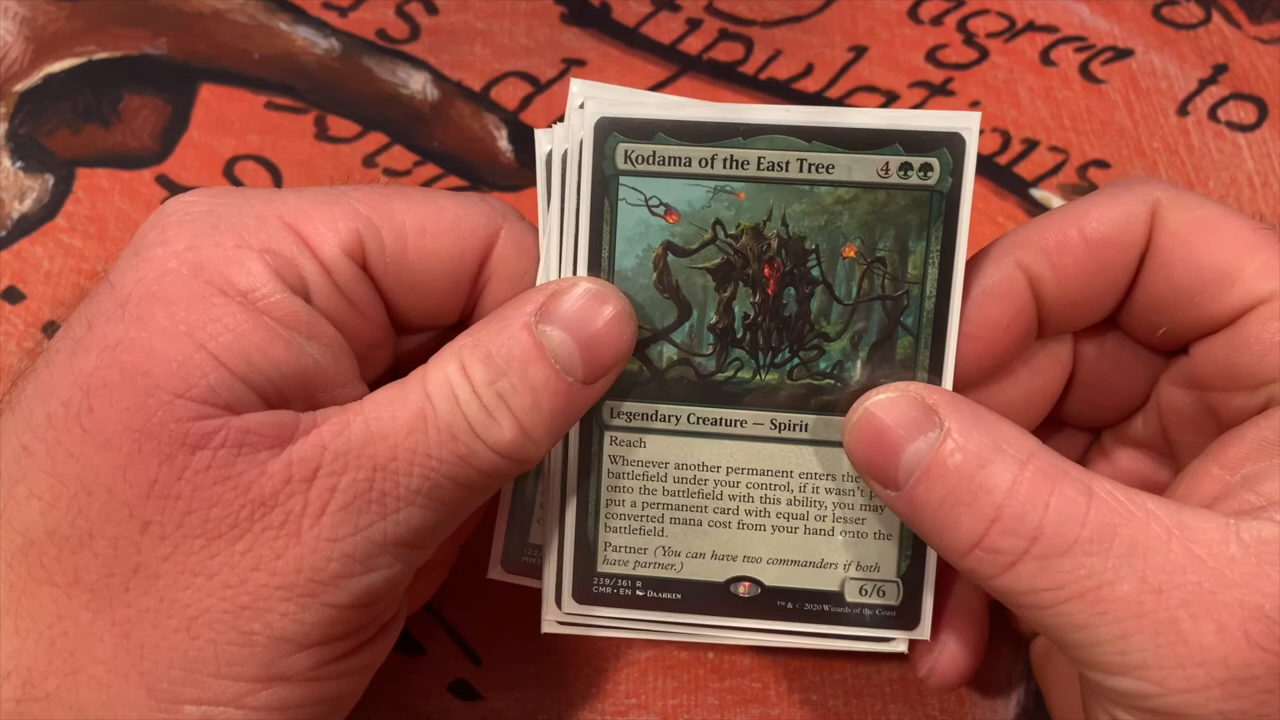 agree to
Kodama of the East Tree 4
Legendary Creature — Spirit
Reach
Whenever another permanent enters the
battlefield under your control, if it wasn't p
onto the battlefield with this ability, you may
put a permanent card with equal or lesser
converted mana cost from your hand onto the
battlefield.
Partner (You can have two commanders if both
have partner.)
6/6
239/361 R
CMR • EN DAARKEN
™ & © 2020 Wizards of the Coast